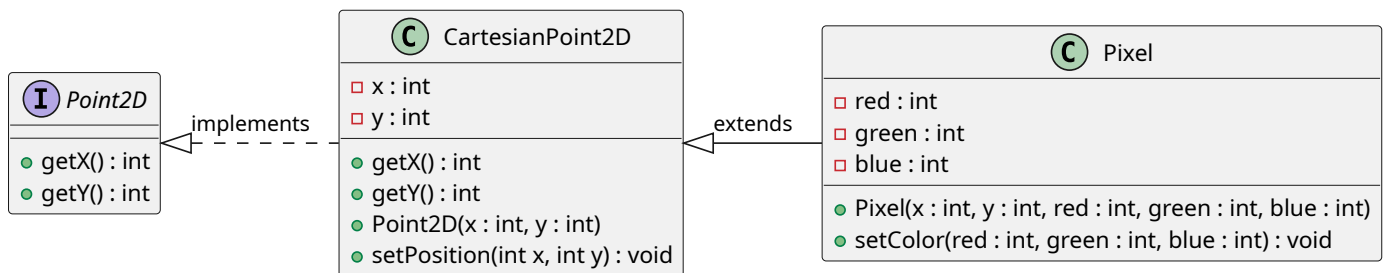 I Point2D
getX() : int
getY() : int
implements
C CartesianPoint2D
x : int
y : int
getX() : int
getY() : int
Point2D(x : int, y : int)
setPosition(int x, int y) : void
extends
C Pixel
red : int
green : int
blue : int
Pixel(x : int, y : int, red : int, green : int, blue : int)
setColor(red : int, green : int, blue : int) : void